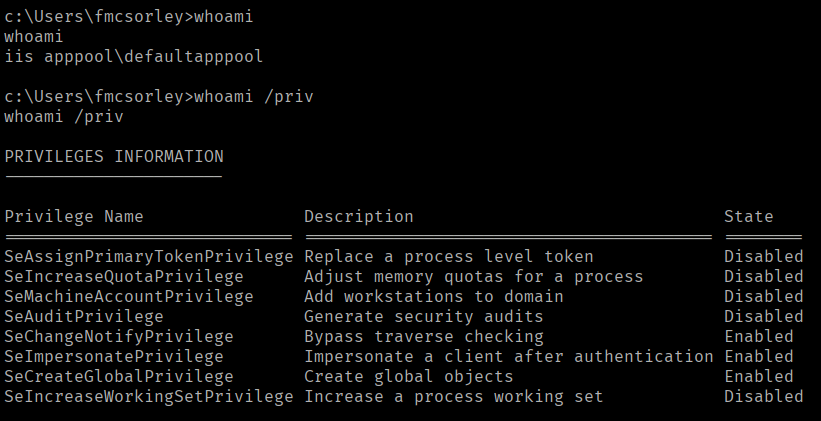 c:\Users\fmcsorley>whoami
whoami
iis apppool\defaultapppool
c:\Users\fmcsorley>whoami /priv
whoami /priv
PRIVILEGES INFORMATION
----------------------
Privilege Name                Description                               State
============================= ========================================= ========
SeAssignPrimaryTokenPrivilege Replace a process level token             Disabled
SeIncreaseQuotaPrivilege      Adjust memory quotas for a process        Disabled
SeMachineAccountPrivilege     Add workstations to domain                Disabled
SeAuditPrivilege              Generate security audits                  Disabled
SeChangeNotifyPrivilege       Bypass traverse checking                  Enabled
SeImpersonatePrivilege        Impersonate a client after authentication Enabled
SeCreateGlobalPrivilege       Create global objects                     Enabled
SeIncreaseWorkingSetPrivilege Increase a process working set            Disabled